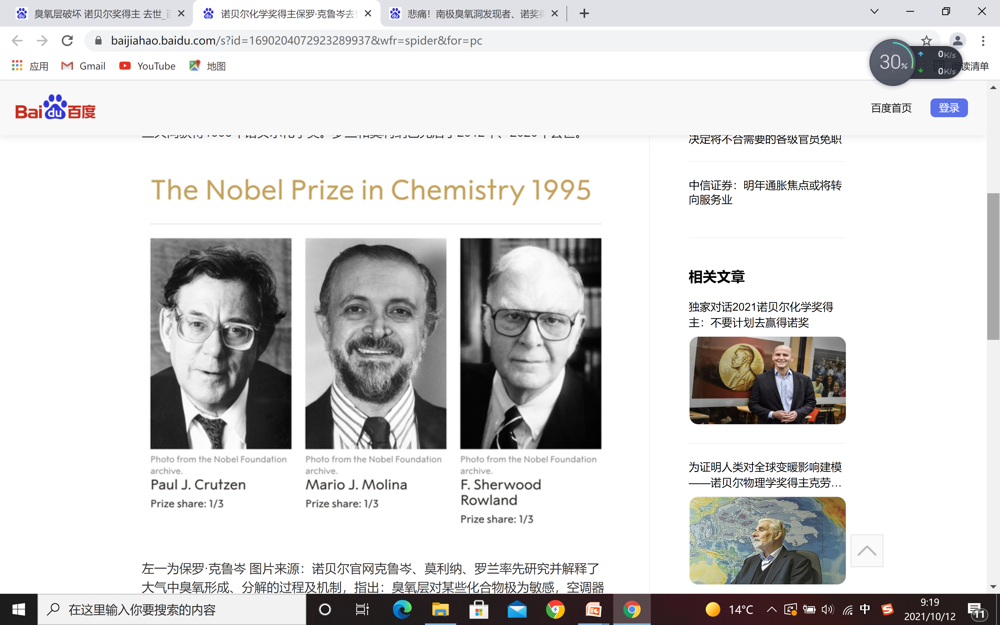 臭氧层破坏 诺贝尔奖得主 去世_百
诺贝尔化学奖得主保罗·克鲁岑去世
悲痛！南极臭氧洞发现者、诺奖得
baijiahao.baidu.com/s?id=1690204072923289937&wfr=spider&for=pc
30%
0K/s
0K/s
应用
Gmail
YouTube
地图
阅读清单
Bai du 百度
百度首页
登录
决定将不合需要的各级官员免职
The Nobel Prize in Chemistry 1995
中信证券：明年通胀焦点或将转
向服务业
Photo from the Nobel Foundation
archive.
Paul J. Crutzen
Prize share: 1/3
Photo from the Nobel Foundation
archive.
Mario J. Molina
Prize share: 1/3
Photo from the Nobel Foundation
archive.
F. Sherwood
Rowland
Prize share: 1/3
左一为保罗·克鲁岑 图片来源：诺贝尔官网克鲁岑、莫利纳、罗兰率先研究并解释了
大气中臭氧形成、分解的过程及机制，指出：臭氧层对某些化合物极为敏感，空调器
相关文章
独家对话2021诺贝尔化学奖得
主：不要计划去赢得诺奖
为证明人类对全球变暖影响建模
——诺贝尔物理学奖得主克劳...
在这里输入你要搜索的内容
14°C
中
9:19
2021/10/12
11